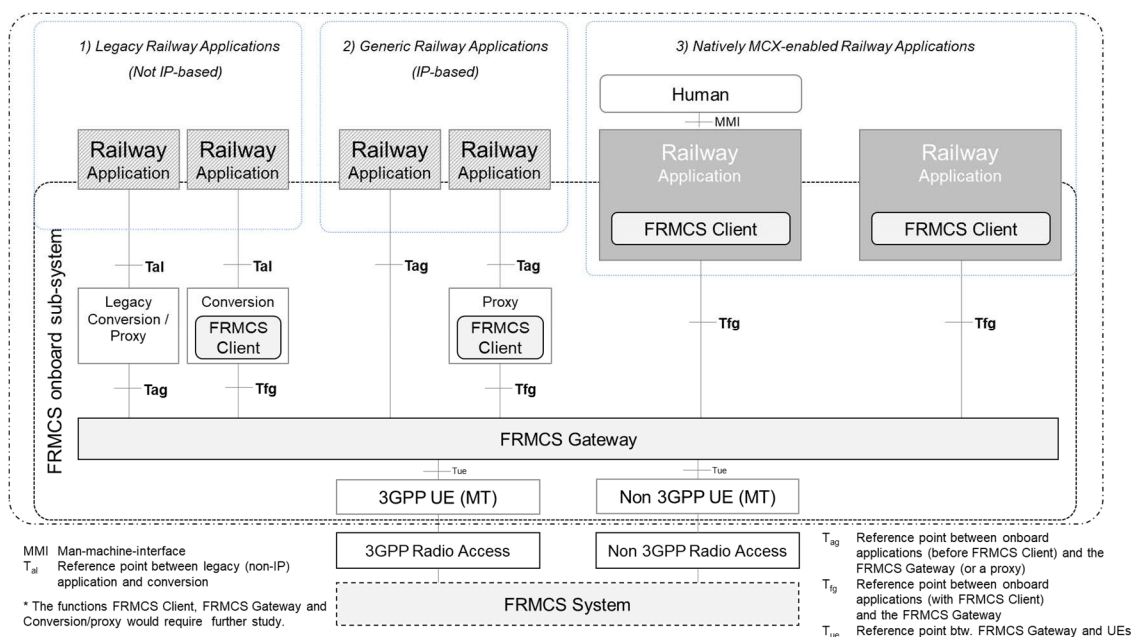 1) Legacy Railway Applications
(Not IP-based)
2) Generic Railway Applications
(IP-based)
3) Natively MCX-enabled Railway Applications
Human
MMI
Railway
Application
Railway
Application
Railway
Application
Railway
Application
Railway
Application
Railway
Application
FRMCS Client
FRMCS Client
FRMCS onboard sub-system
Tal
Tal
Tag
Tag
Legacy
Conversion /
Proxy
Conversion
FRMCS
Client
Proxy
FRMCS
Client
Tfg
Tfg
Tag
Tfg
Tfg
FRMCS Gateway
Tue
Tue
3GPP UE (MT)
Non 3GPP UE (MT)
3GPP Radio Access
Non 3GPP Radio Access
FRMCS System
MMI Man-machine-interface
Tal Reference point between legacy (non-IP)
application and conversion
* The functions FRMCS Client, FRMCS Gateway and
Conversion/proxy would require further study.
Tag Reference point between onboard
applications (before FRMCS Client) and the
FRMCS Gateway (or a proxy)
Tfg Reference point between onboard
applications (with FRMCS Client)
and the FRMCS Gateway
Tue Reference point btw. FRMCS Gateway and UEs